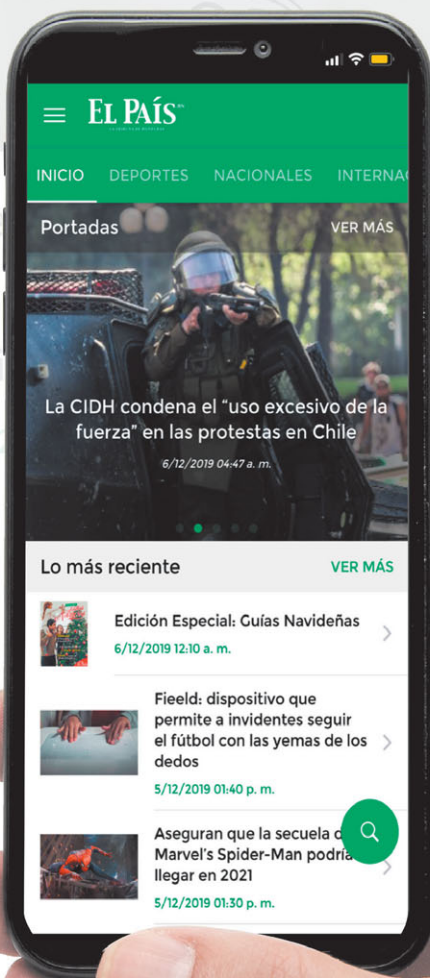 EL PAÍS
INICIO DEPORTES NACIONALES INTERNA
Portadas VER MÁS
La CIDH condena el “uso excesivo de la
fuerza” en las protestas en Chile
6/12/2019 04:47 a. m.
Lo más reciente VER MÁS
Edición Especial: Guías Navideñas
6/12/2019 12:10 a. m.
Fieeld: dispositivo que
permite a invidentes seguir
el fútbol con las yemas de los
dedos
5/12/2019 01:40 p. m.
Aseguran que la secuela d
Marvel's Spider-Man podría
llegar en 2021
5/12/2019 01:30 p. m.